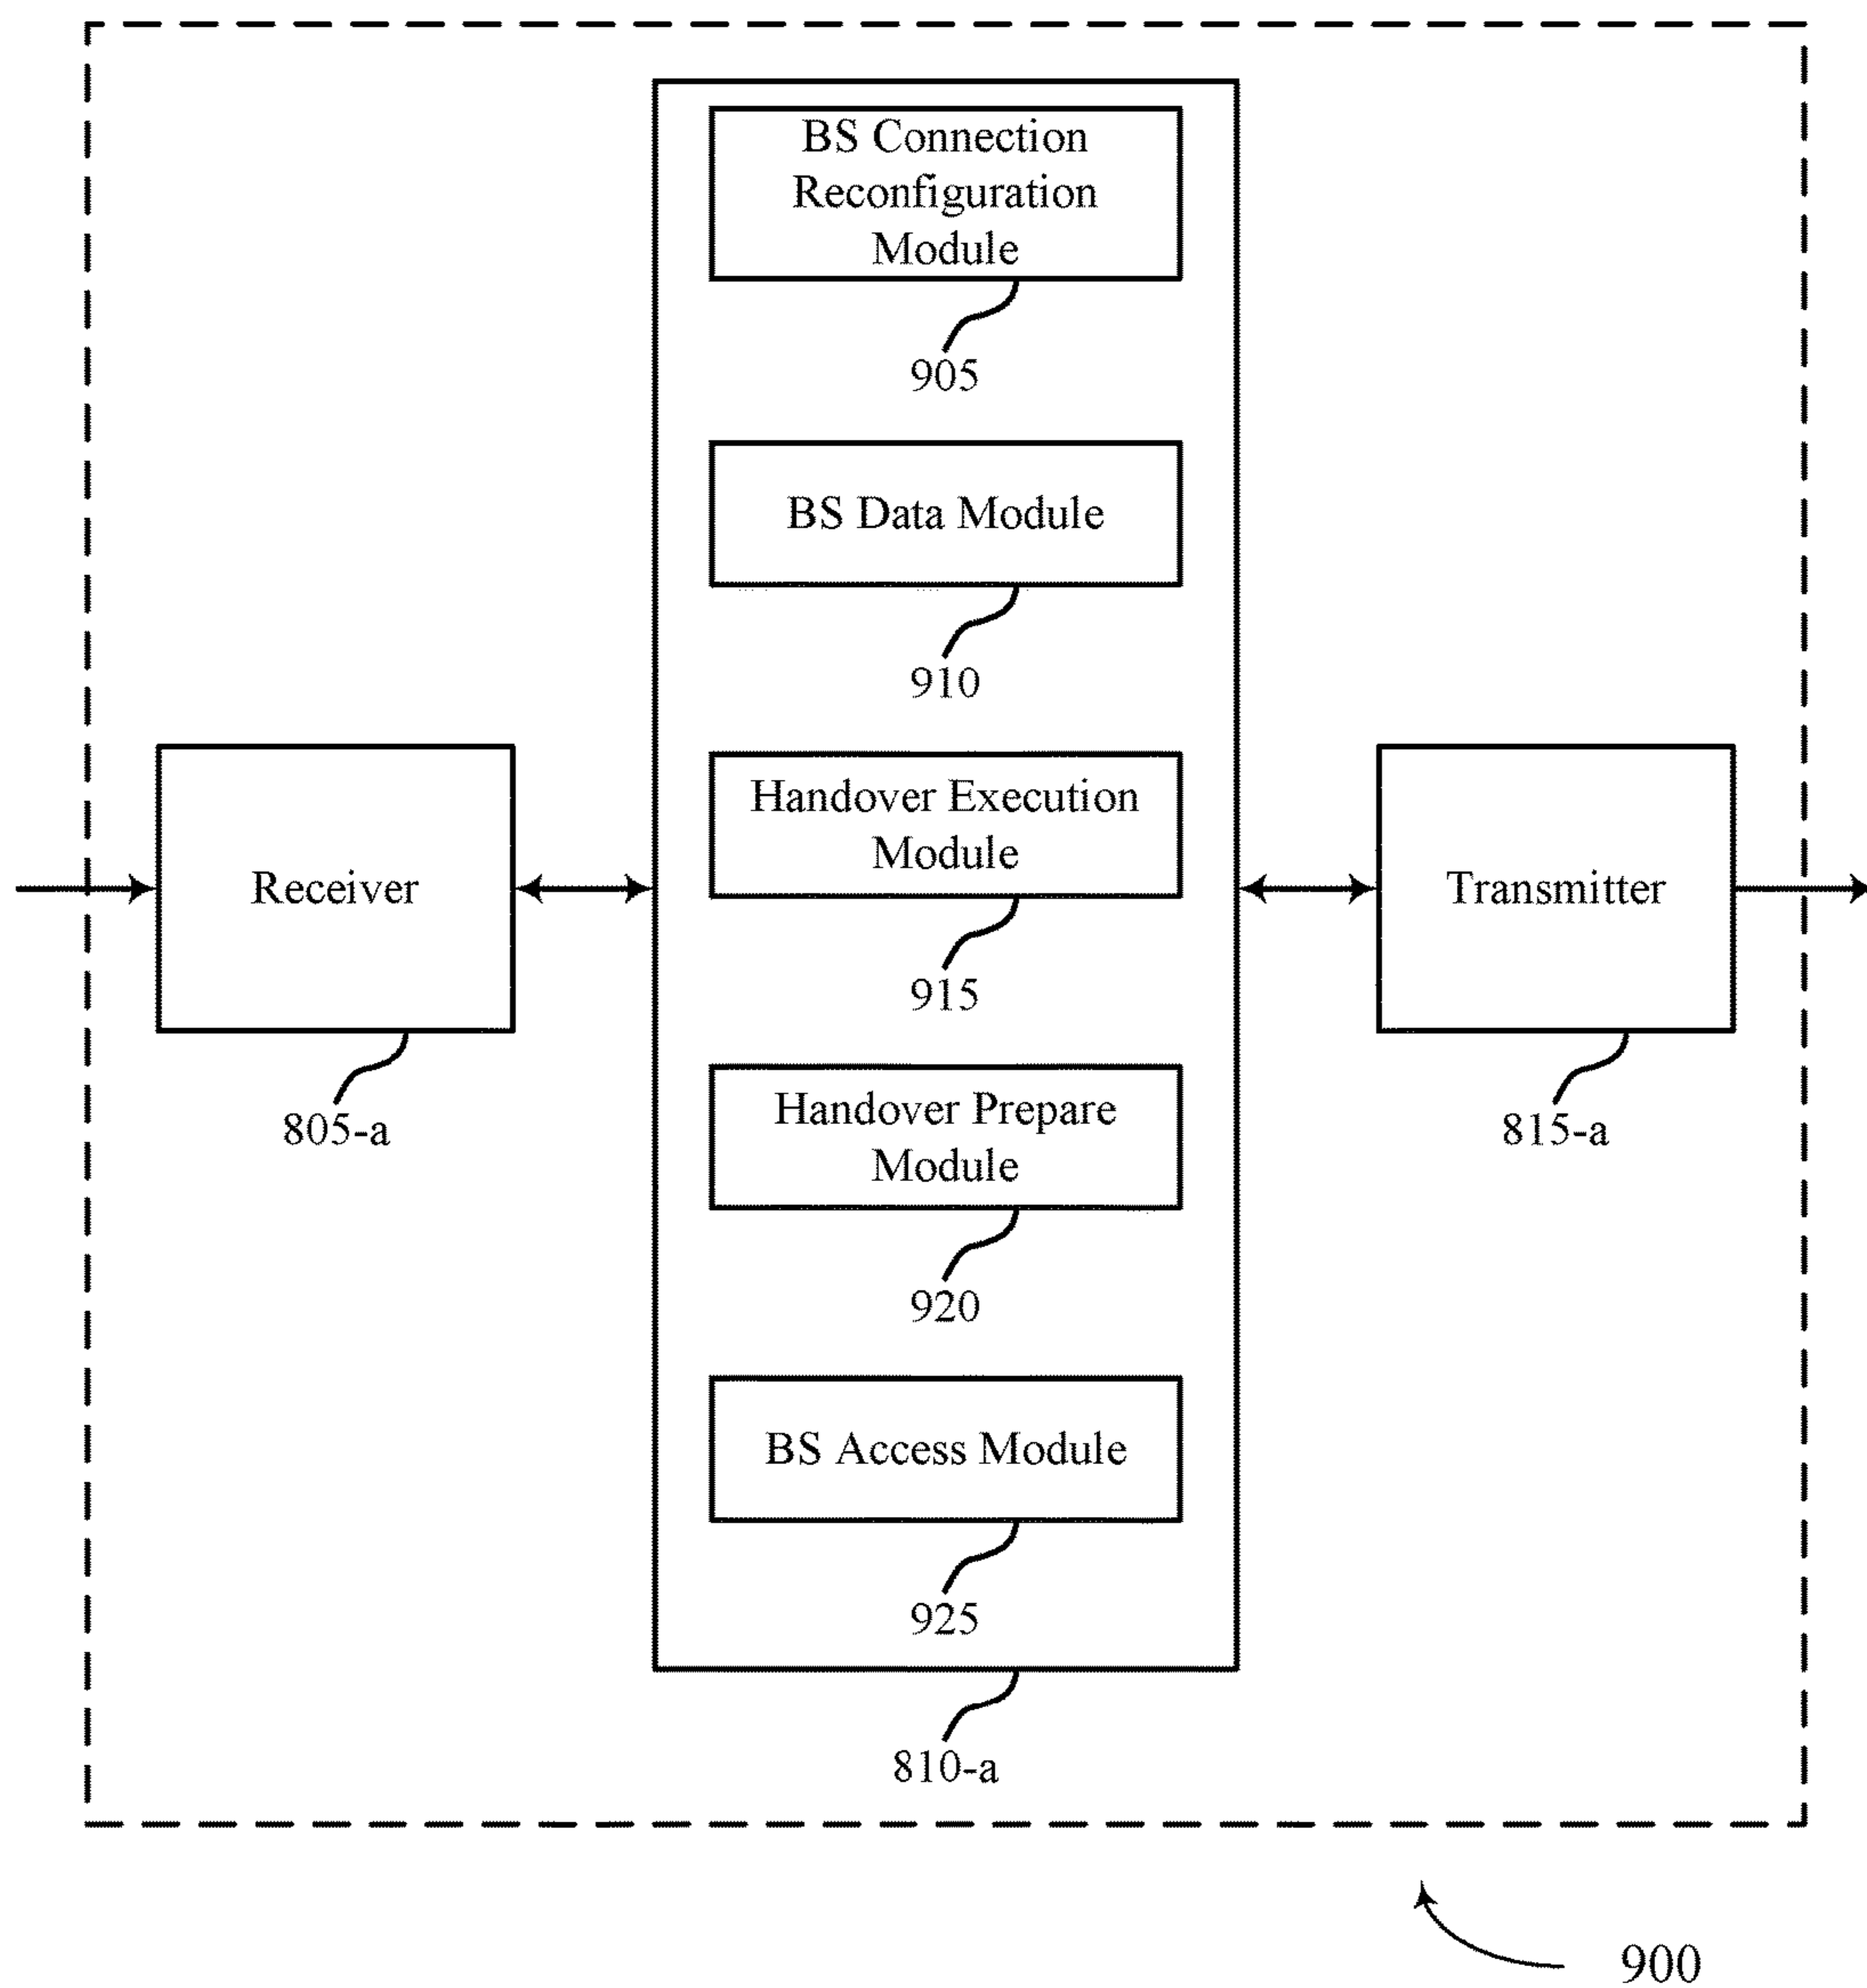 BS Connection
Reconfiguration
Module
905
BS Data Module
910
Handover Execution
Module
915
Receiver
805-a
Transmitter
815-a
Handover Prepare
Module
920
BS Access Module
925
810-a
900